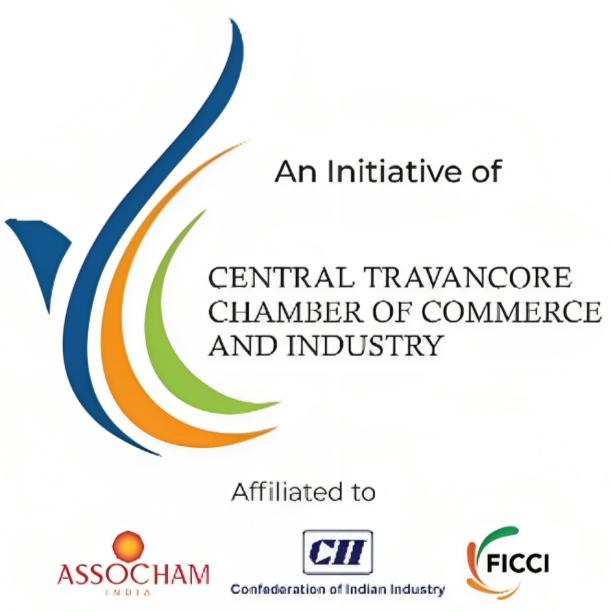 An Initiative of
CENTRAL TRAVANCORE
CHAMBER OF COMMERCE
AND INDUSTRY
Affiliated to
ASSOCHAM
INDIA
CII
Confederation of Indian Industry
FICCI